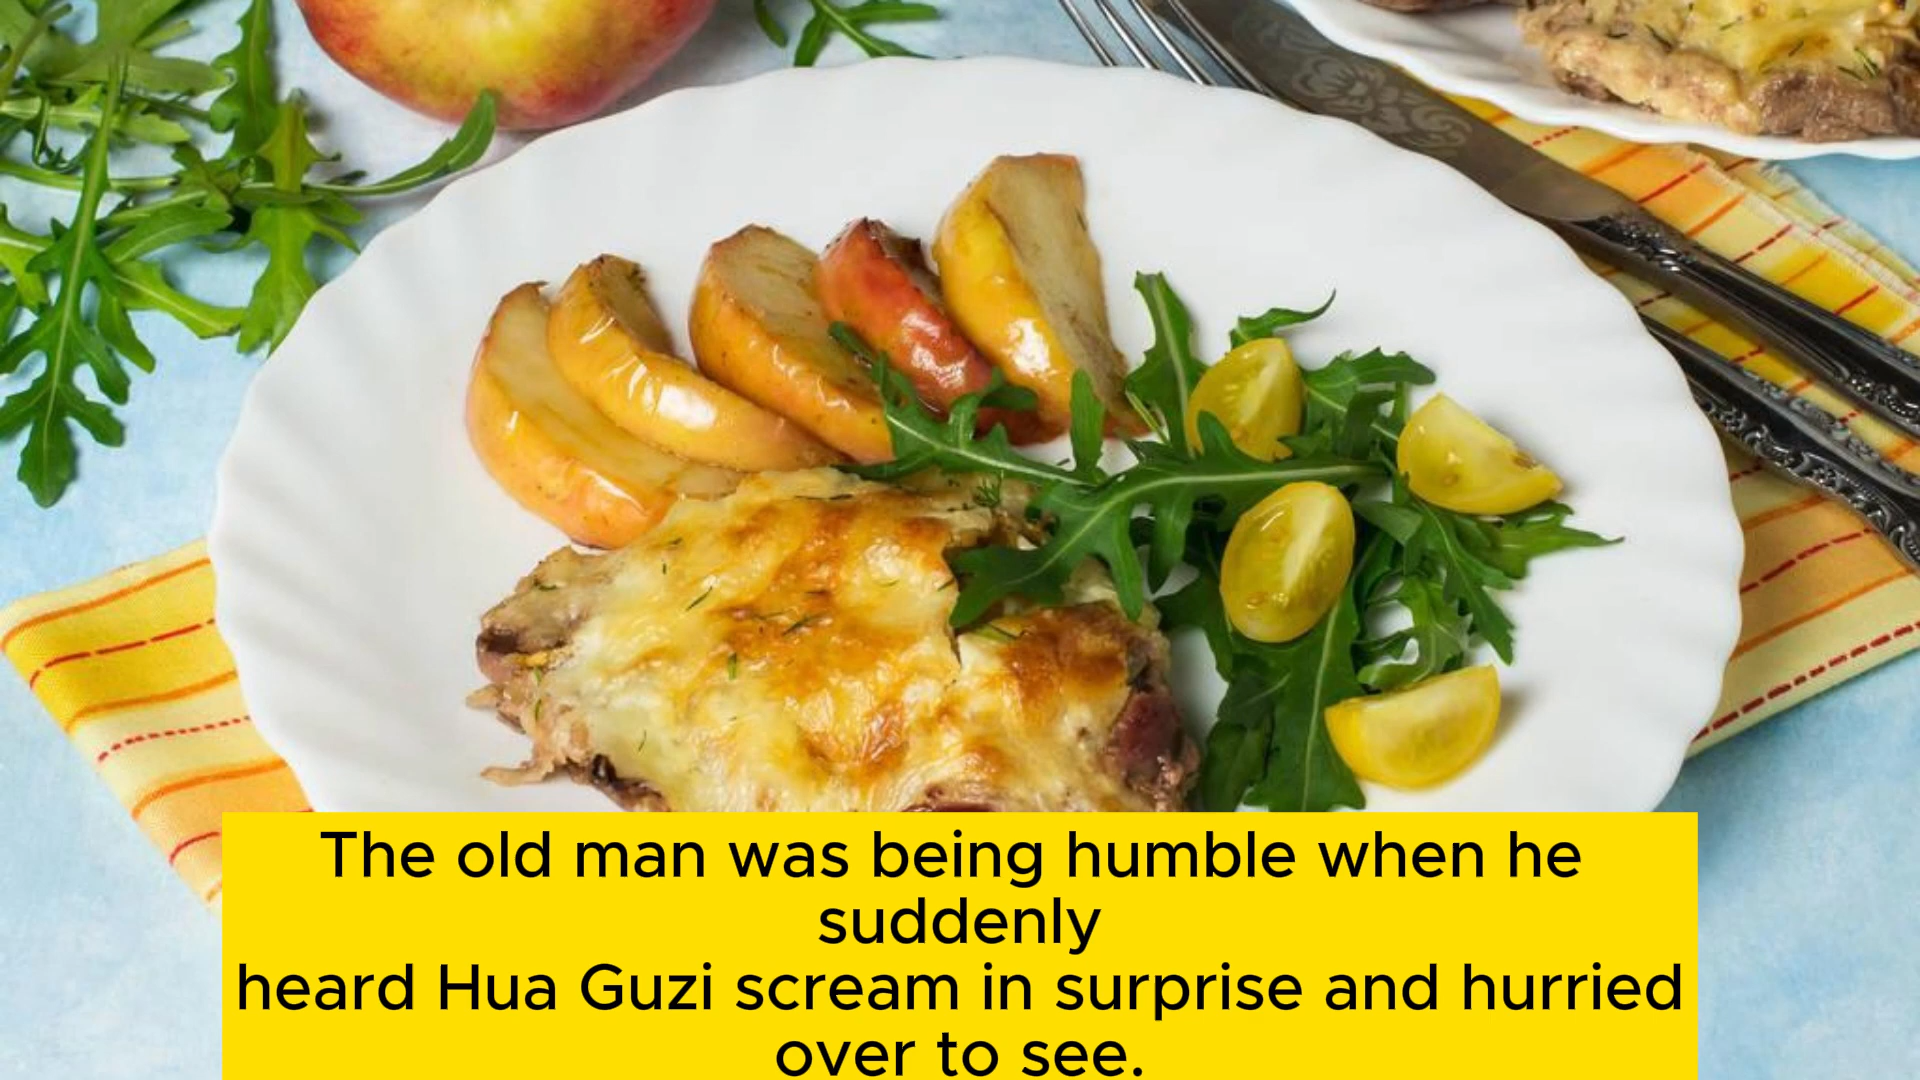 The old man was being humble when he
suddenly
heard Hua Guzi scream in surprise and hurried
over to see.